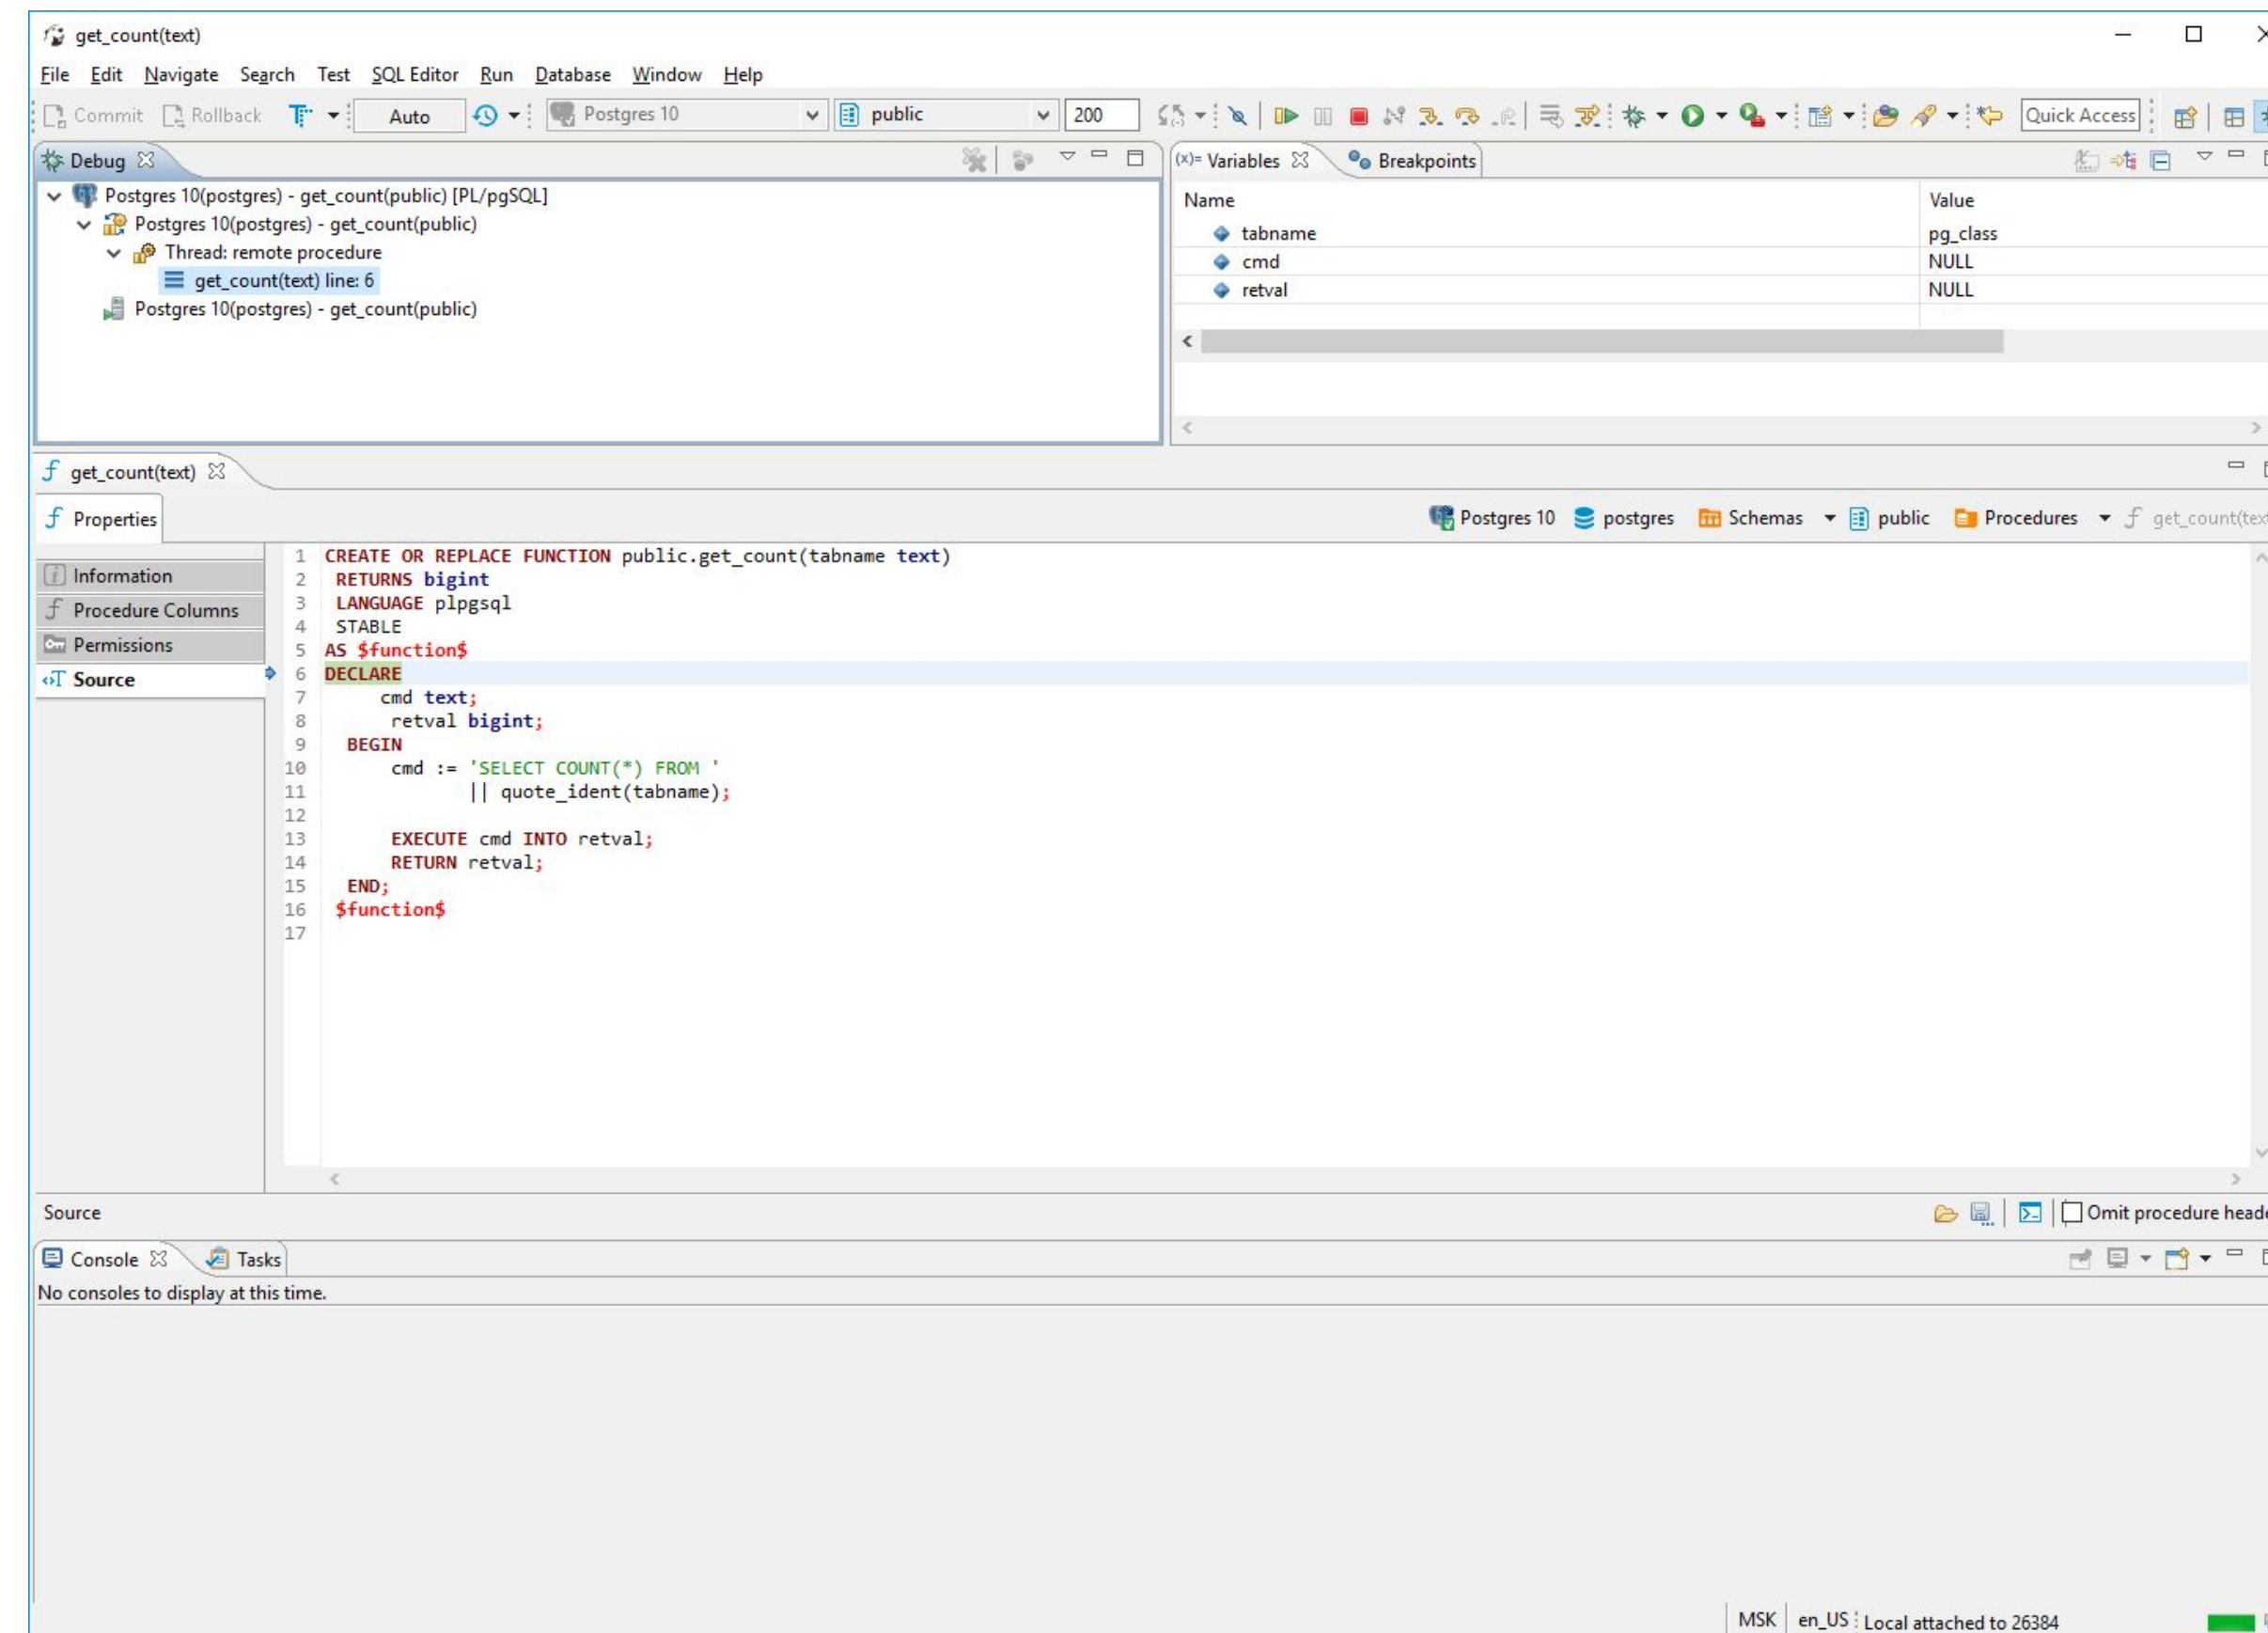 get_count(text)
File Edit Navigate Search Test SQL Editor Run Database Window Help
Commit Rollback Auto Postgres 10 public 200 Quick Access
Debug
Postgres 10(postgres) - get_count(public) [PL/pgSQL]
Postgres 10(postgres) - get_count(public)
Thread: remote procedure
get_count(text) line: 6
Postgres 10(postgres) - get_count(public)
(x)= Variables Breakpoints
Name Value
tabname pg_class
cmd NULL
retval NULL
get_count(text)
Properties
Postgres 10 postgres Schemas public Procedures get_count(tex
Information
Procedure Columns
Permissions
Source
1 CREATE OR REPLACE FUNCTION public.get_count(tabname text)
2 RETURNS bigint
3 LANGUAGE plpgsql
4 STABLE
5 AS $function$
6 DECLARE
7 cmd text;
8 retval bigint;
9 BEGIN
10 cmd := 'SELECT COUNT(*) FROM '
11 || quote_ident(tabname);
12
13 EXECUTE cmd INTO retval;
14 RETURN retval;
15 END;
16 $function$
17
Source Omit procedure heade
Console Tasks
No consoles to display at this time.
MSK en_US Local attached to 26384